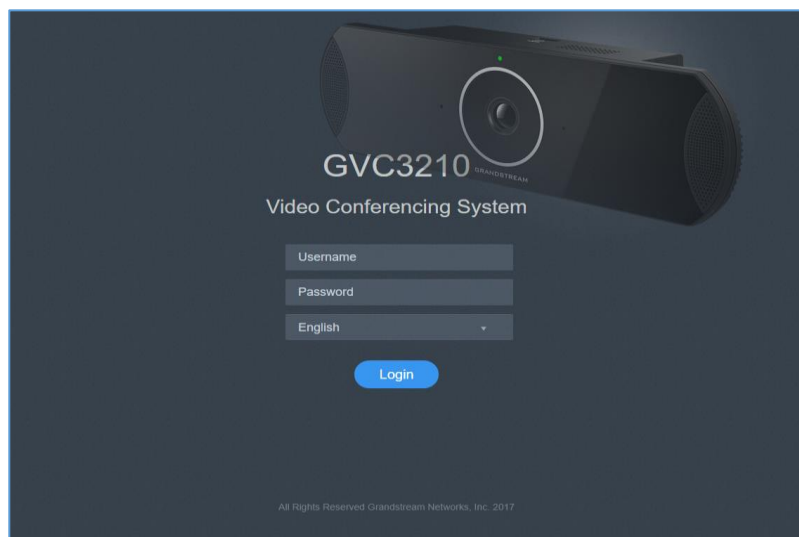 GVC3210
GRANDSTREAM
Video Conferencing System
Username
Password
English
Login
All Rights Reserved Grandstream Networks, Inc. 2017